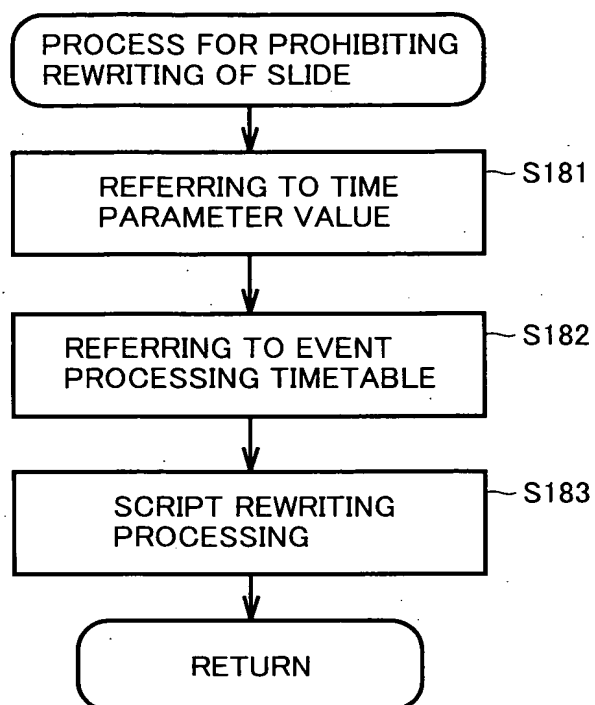 PROCESS FOR PROHIBITING
REWRITING OF SLIDE
REFERRING TO TIME
PARAMETER VALUE
S181
REFERRING TO EVENT
PROCESSING TIMETABLE
S182
SCRIPT REWRITING
PROCESSING
S183
RETURN